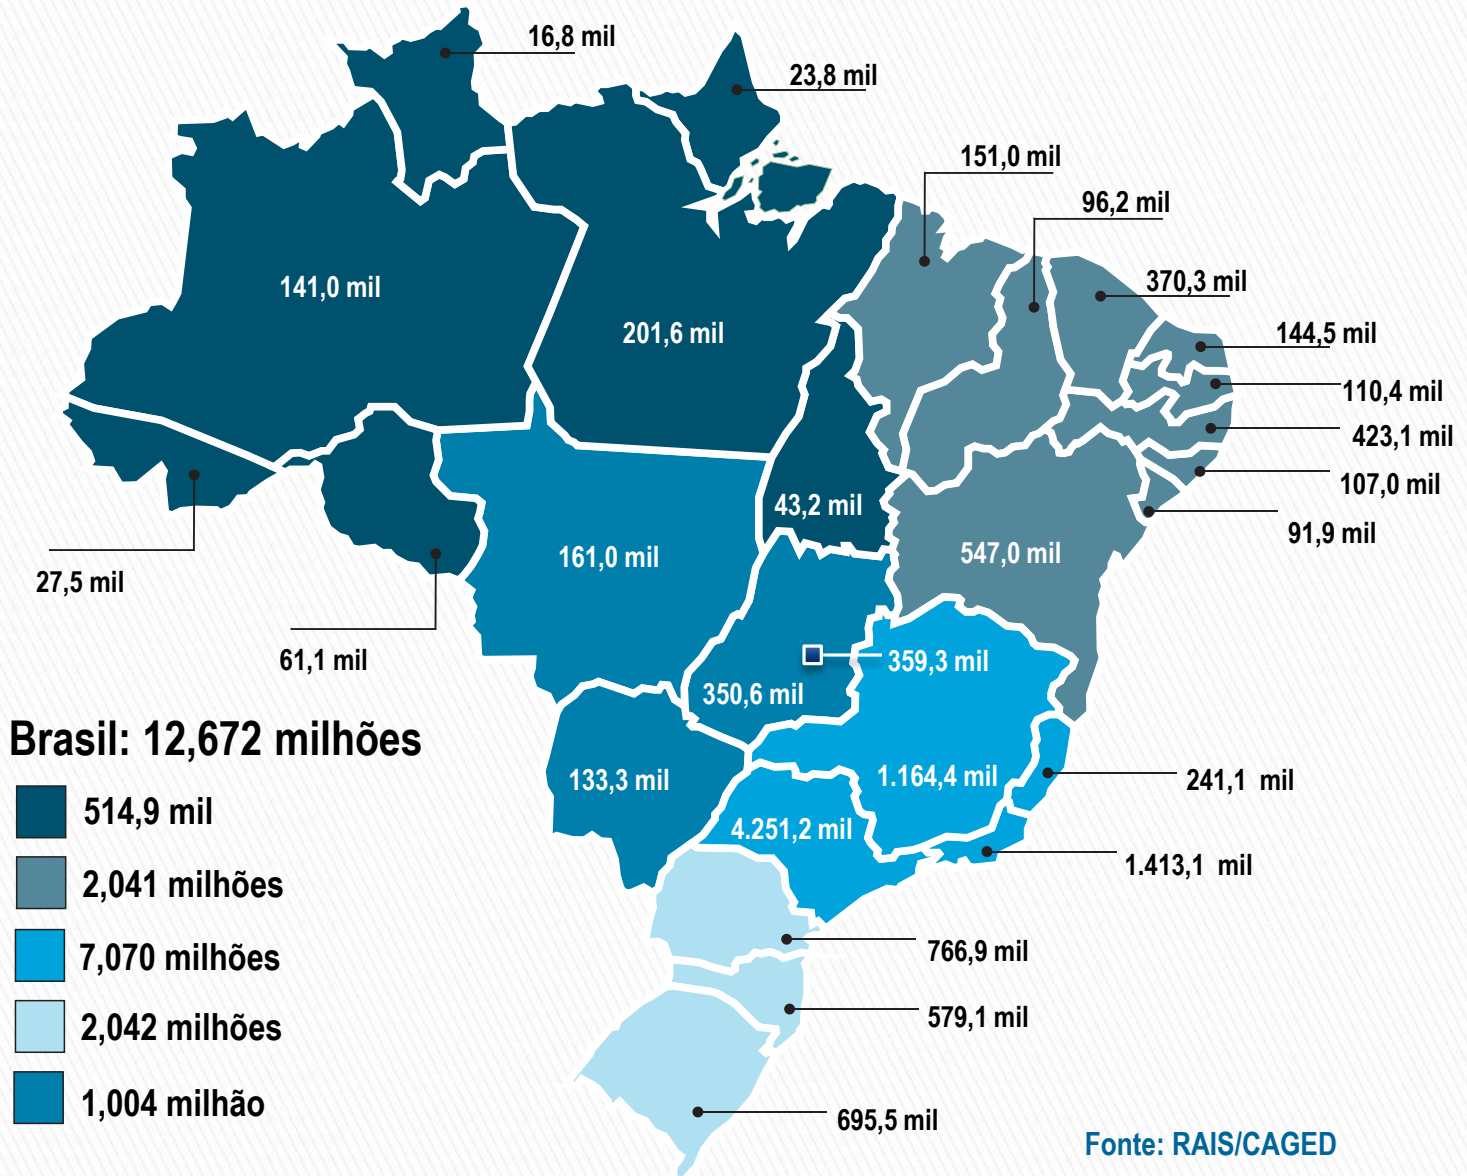 16,8 mil
23,8 mil
151,0 mil
96,2 mil
370,3 mil
141,0 mil
201,6 mil
144,5 mil
110,4 mil
423,1 mil
107,0 mil
43,2 mil
91,9 mil
161,0 mil
547,0 mil
27,5 mil
61,1 mil
359,3 mil
350,6 mil
Brasil: 12,672 milhões
133,3 mil
1.164,4 mil
241,1 mil
514,9 mil
4.251,2 mil
1.413,1 mil
2,041 milhões
7,070 milhões
766,9 mil
2,042 milhões
579,1 mil
1,004 milhão
695,5 mil
Fonte: RAIS/CAGED